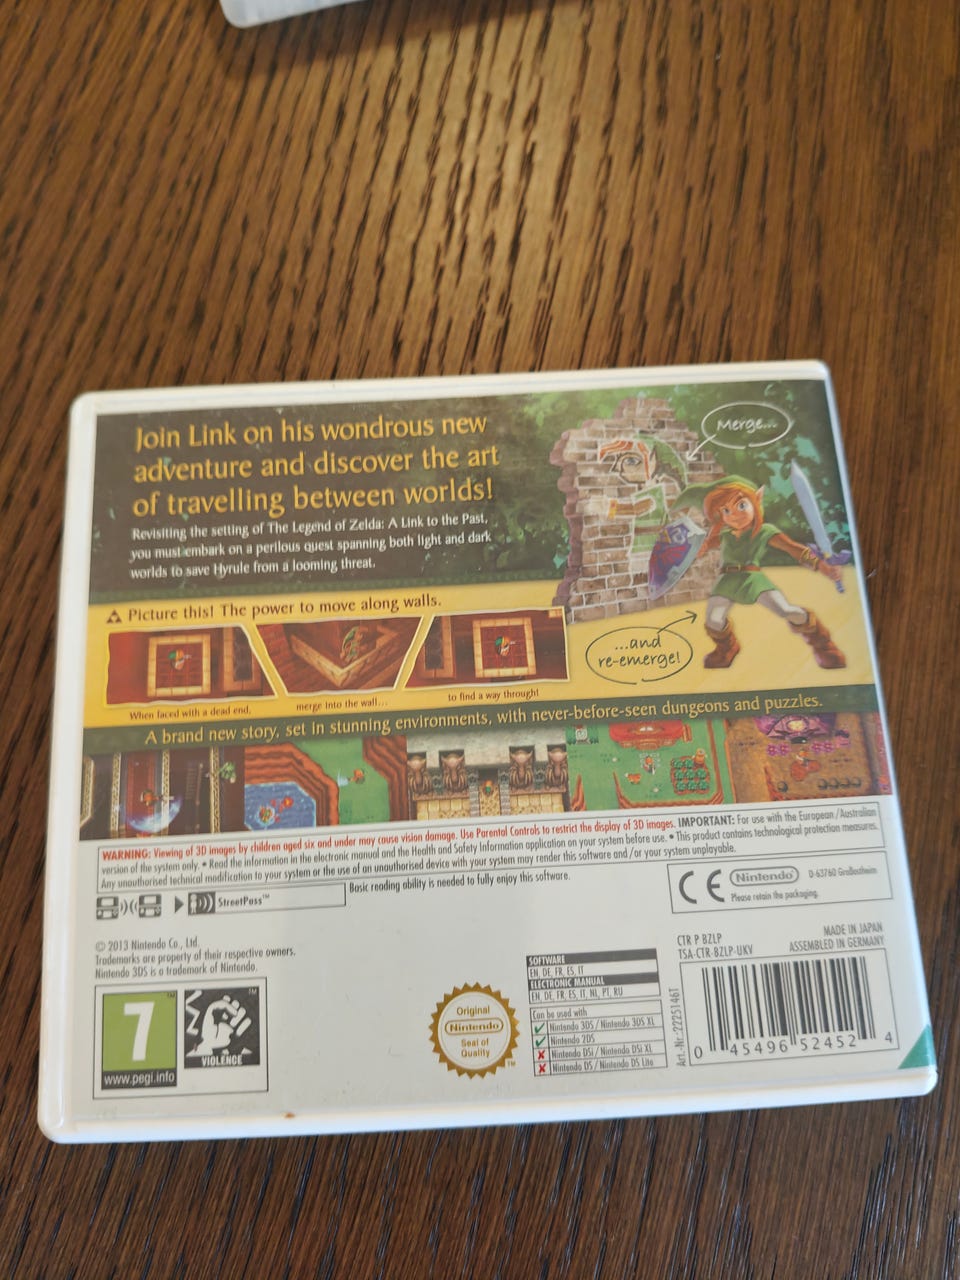 Join Link on his wondrous new
adventure and discover the art
of travelling between worlds!
Revisiting the setting of The Legend of Zelda: A Link to the Past,
you must embark on a perilous quest spanning both light and dark
worlds to save Hyrule from a looming threat.
Merge...
...and
re-emerge!
Picture this! The power to move along walls.
When faced with a dead end,
merge into the wall...
to find a way through!
A brand new story, set in stunning environments, with never-before-seen dungeons and puzzles.
WARNING: Viewing of 3D images by children aged six and under may cause vision damage. Use Parental Controls to restrict the display of 3D images. IMPORTANT: For use with the European/Australian
version of the system only. • Read the information in the electronic manual and the Health and Safety Information application on your system before use. • This product contains technological protection measures.
Any unauthorised technical modification to your system or the use of an unauthorised device with your system may render this software and/or your system unplayable.
StreetPass™
Basic reading ability is needed to fully enjoy this software.
CE
Nintendo
D-63760 Großostheim
Please retain the packaging.
© 2013 Nintendo Co., Ltd.
Trademarks are property of their respective owners.
Nintendo 3DS is a trademark of Nintendo.
7
™
www.pegi.info
™
VIOLENCE
Original
Nintendo
Seal of
Quality
™
SOFTWARE
EN, DE, FR, ES, IT
ELECTRONIC MANUAL
EN, DE, FR, ES, IT, NL, PT, RU
Can be used with
Nintendo 3DS / Nintendo 3DS XL
Nintendo 2DS
Nintendo DSi / Nintendo DSi XL
Nintendo DS / Nintendo DS Lite
CTR P BZLP
TSA-CTR-BZLP-UKV
MADE IN JAPAN
ASSEMBLED IN GERMANY
Art.-Nr.: 2225146T
0 45496 52452 4